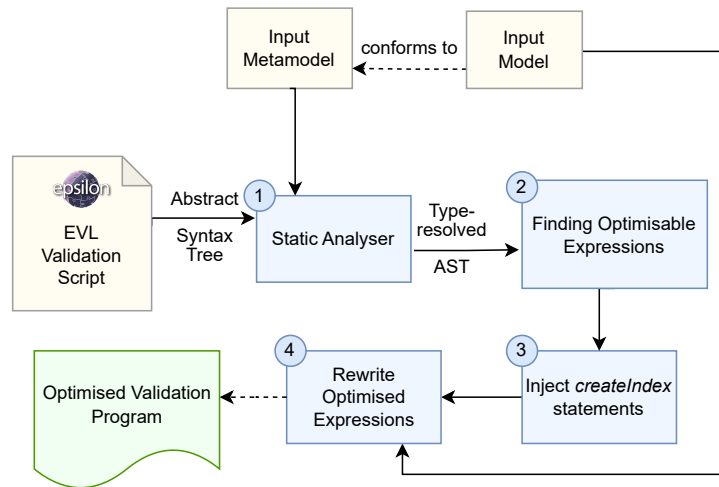 Input
Metamodel
conforms to
Input
Model
epsilon
EVL
Validation
Script
Abstract
Syntax
Tree
1
Static Analyser
Type-
resolved
AST
2
Finding Optimisable
Expressions
3
Inject createIndex
statements
4
Rewrite
Optimised
Expressions
Optimised Validation
Program